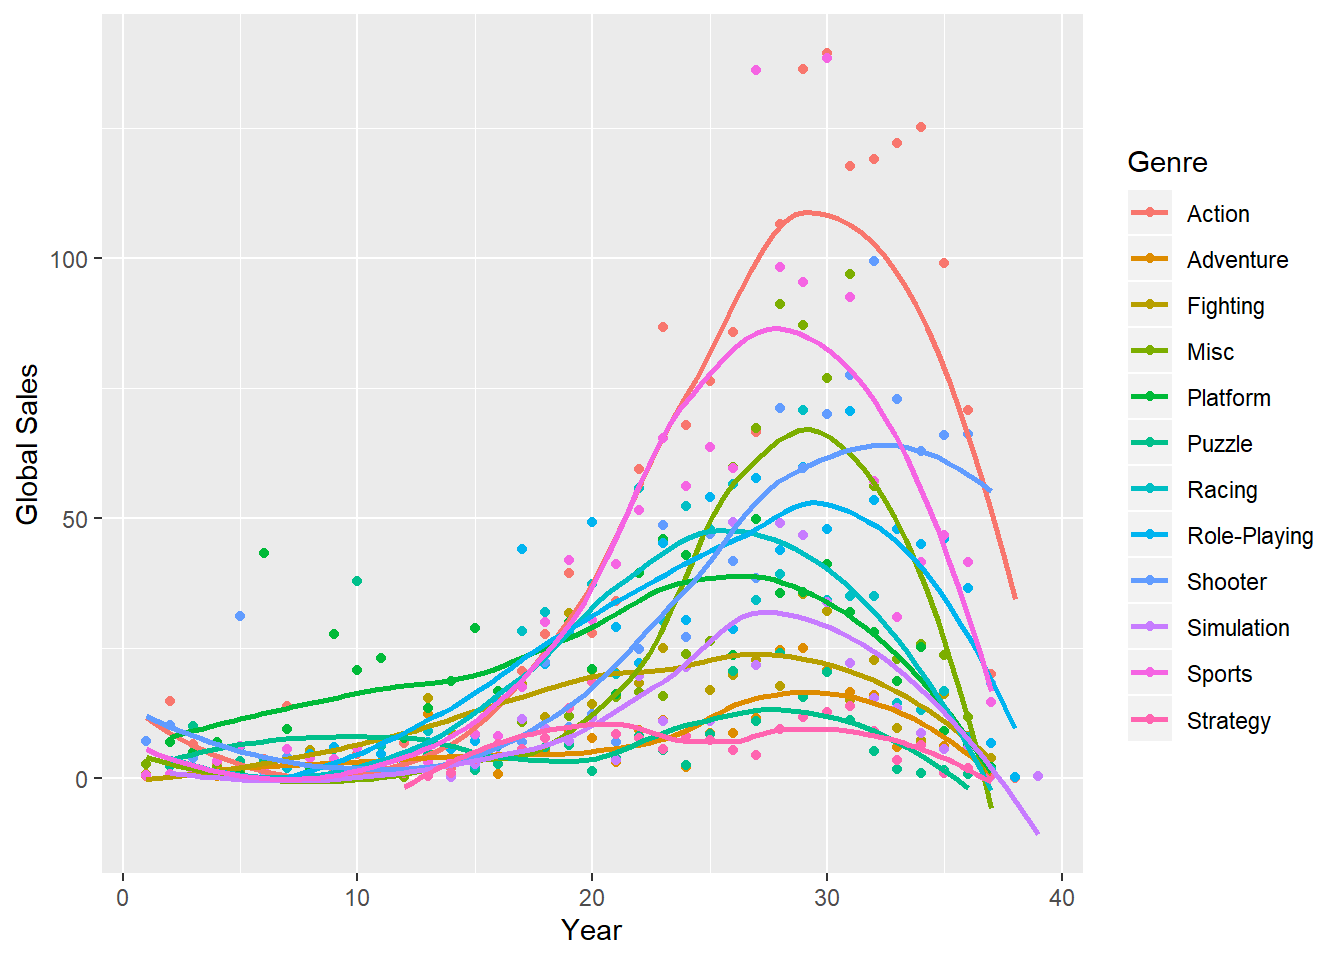 Genre
Action
Adventure
Fighting
Misc
Platform
Puzzle
Racing
Role-Playing
Shooter
Simulation
Sports
Strategy
Global Sales
100
50
0
0
10
20
30
40
Year